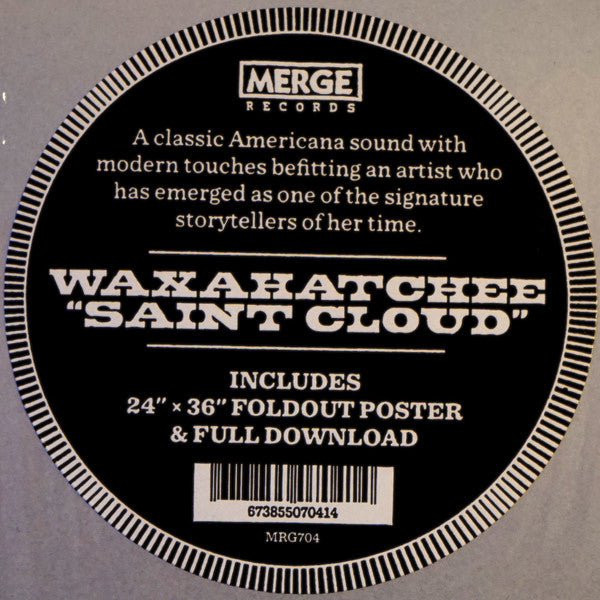 MERGE
RECORDS
A classic Americana sound with
modern touches befitting an artist who
has emerged as one of the signature
storytellers of her time.
WAXAHATCHEE
"SAINT CLOUD"
INCLUDES
24" × 36" FOLDOUT POSTER
& FULL DOWNLOAD
673855070414
MRG704